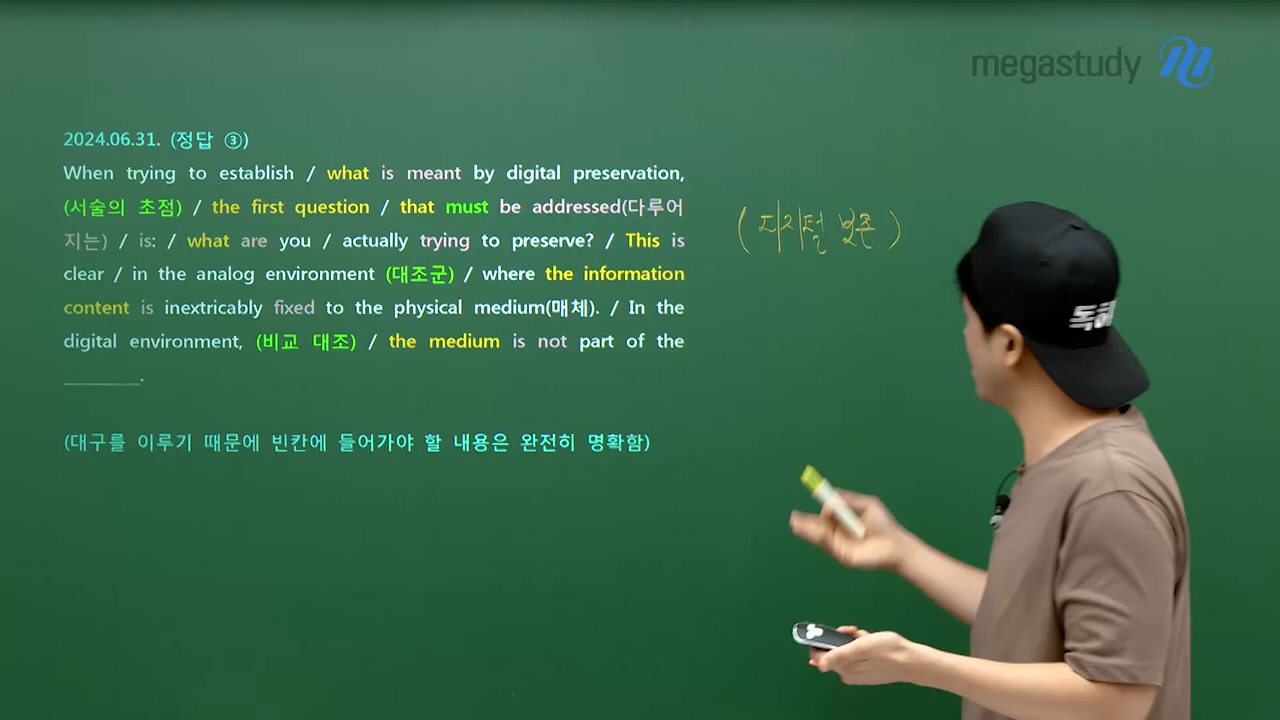 megastudy
2024.06.31. (정답 ③)
When trying to establish / what is meant by digital preservation,
(서술의 초점) / the first question / that must be addressed(다루어
지는) / is: / what are you / actually trying to preserve? / This is
clear / in the analog environment (대조군) / where the information
content is inextricably fixed to the physical medium(매체). / In the
digital environment, (비교 대조) / the medium is not part of the
________.
(대구를 이루기 때문에 빈칸에 들어가야 할 내용은 완전히 명확함)
(디지털 보존)